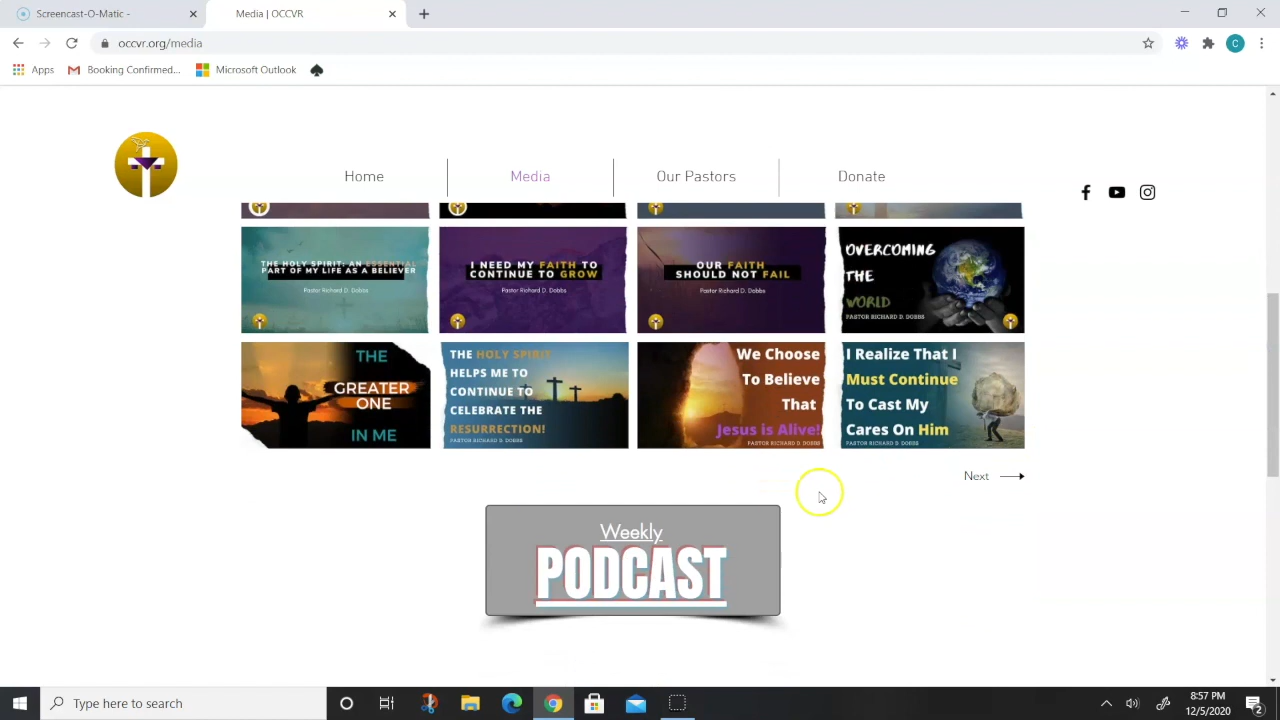 Screencast-O-Matic -
Media | OCCVR
occvr.org/media
C
Apps
Booking Confirmed...
Microsoft Outlook
Home
Media
Our Pastors
Donate
THE HOLY SPIRIT: AN ESSENTIAL
PART OF MY LIFE AS A BELIEVER
Pastor Richard D. Dobbs
I NEED MY FAITH TO
CONTINUE TO GROW
Pastor Richard D. Dobbs
OUR FAITH
SHOULD NOT FAIL
Pastor Richard D. Dobbs
OVERCOMING
THE
WORLD
PASTOR RICHARD D. DOBBS
THE
GREATER
ONE
IN ME
THE HOLY SPIRIT
HELPS ME TO
CONTINUE TO
CELEBRATE THE
RESURRECTION!
PASTOR RICHARD D. DOBBS
We Choose
To Believe
That
Jesus is Alive!
PASTOR RICHARD D. DOBBS
I Realize That I
Must Continue
To Cast My
Cares On Him
PASTOR RICHARD D. DOBBS
Next
Weekly
PODCAST
Type here to search
8:57 PM
12/5/2020
2